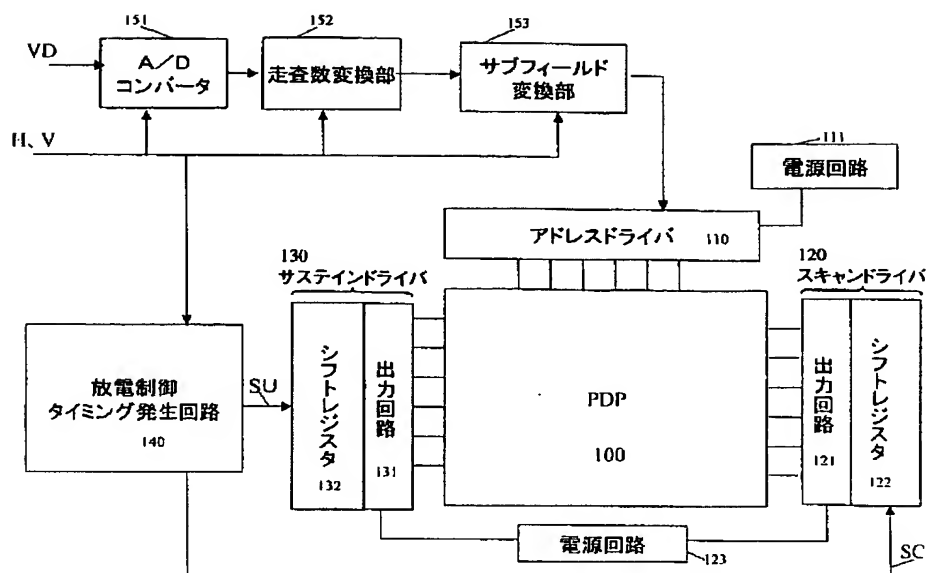 151
152
153
VD
A/D
コンバータ
走査数変換部
サブフィールド
変換部
H、V
111
電源回路
アドレスドライバ 110
130
サステインドライバ
120
スキャンドライバ
放電制御
タイミング発生回路
140
SU
シフトレジスタ
132
出力回路
131
PDP
100
出力回路
121
シフトレジスタ
122
電源回路
123
SC